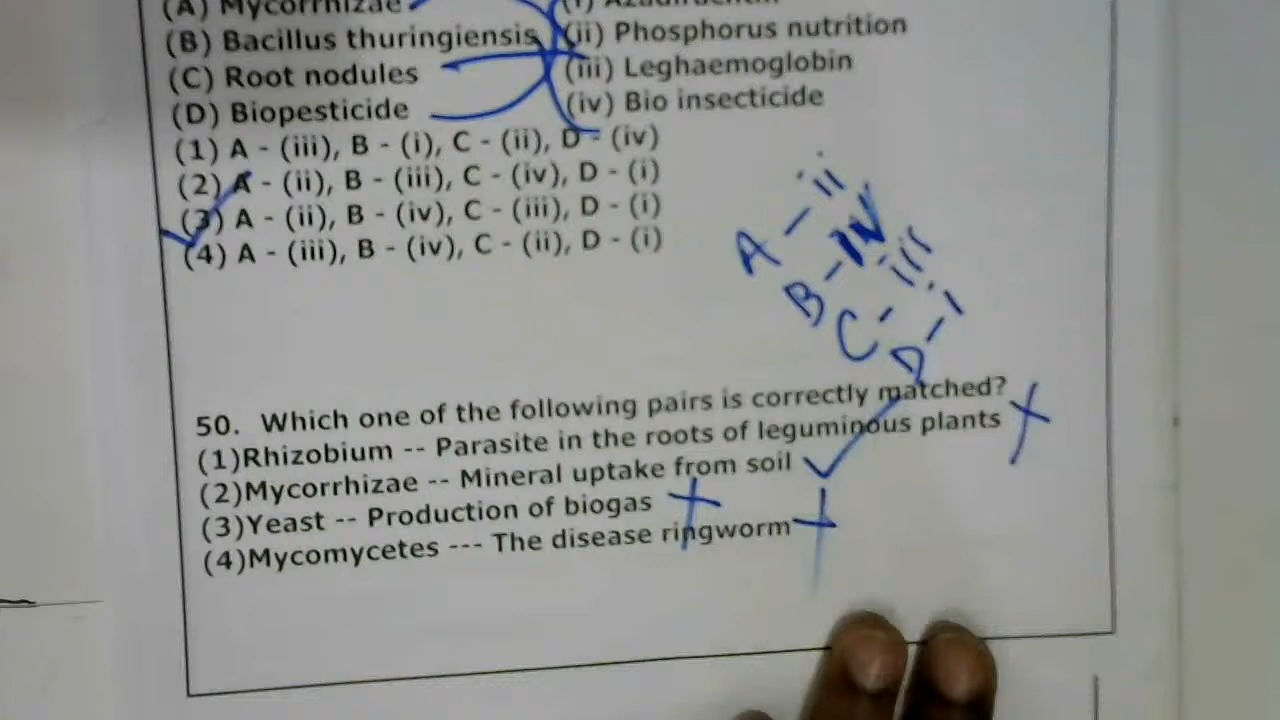 (A) Mycorrhizae (i) Azadirachtin
(B) Bacillus thuringiensis (ii) Phosphorus nutrition
(C) Root nodules (iii) Leghaemoglobin
(D) Biopesticide (iv) Bio insecticide
(1) A - (iii), B - (i), C - (ii), D - (iv)
(2) A - (ii), B - (iii), C - (iv), D - (i)
(3) A - (ii), B - (iv), C - (iii), D - (i)
(4) A - (iii), B - (iv), C - (ii), D - (i)
A - ii
B - iv
C - iii
D - i
50. Which one of the following pairs is correctly matched?
(1)Rhizobium -- Parasite in the roots of leguminous plants
(2)Mycorrhizae -- Mineral uptake from soil
(3)Yeast -- Production of biogas
(4)Mycomycetes --- The disease ringworm